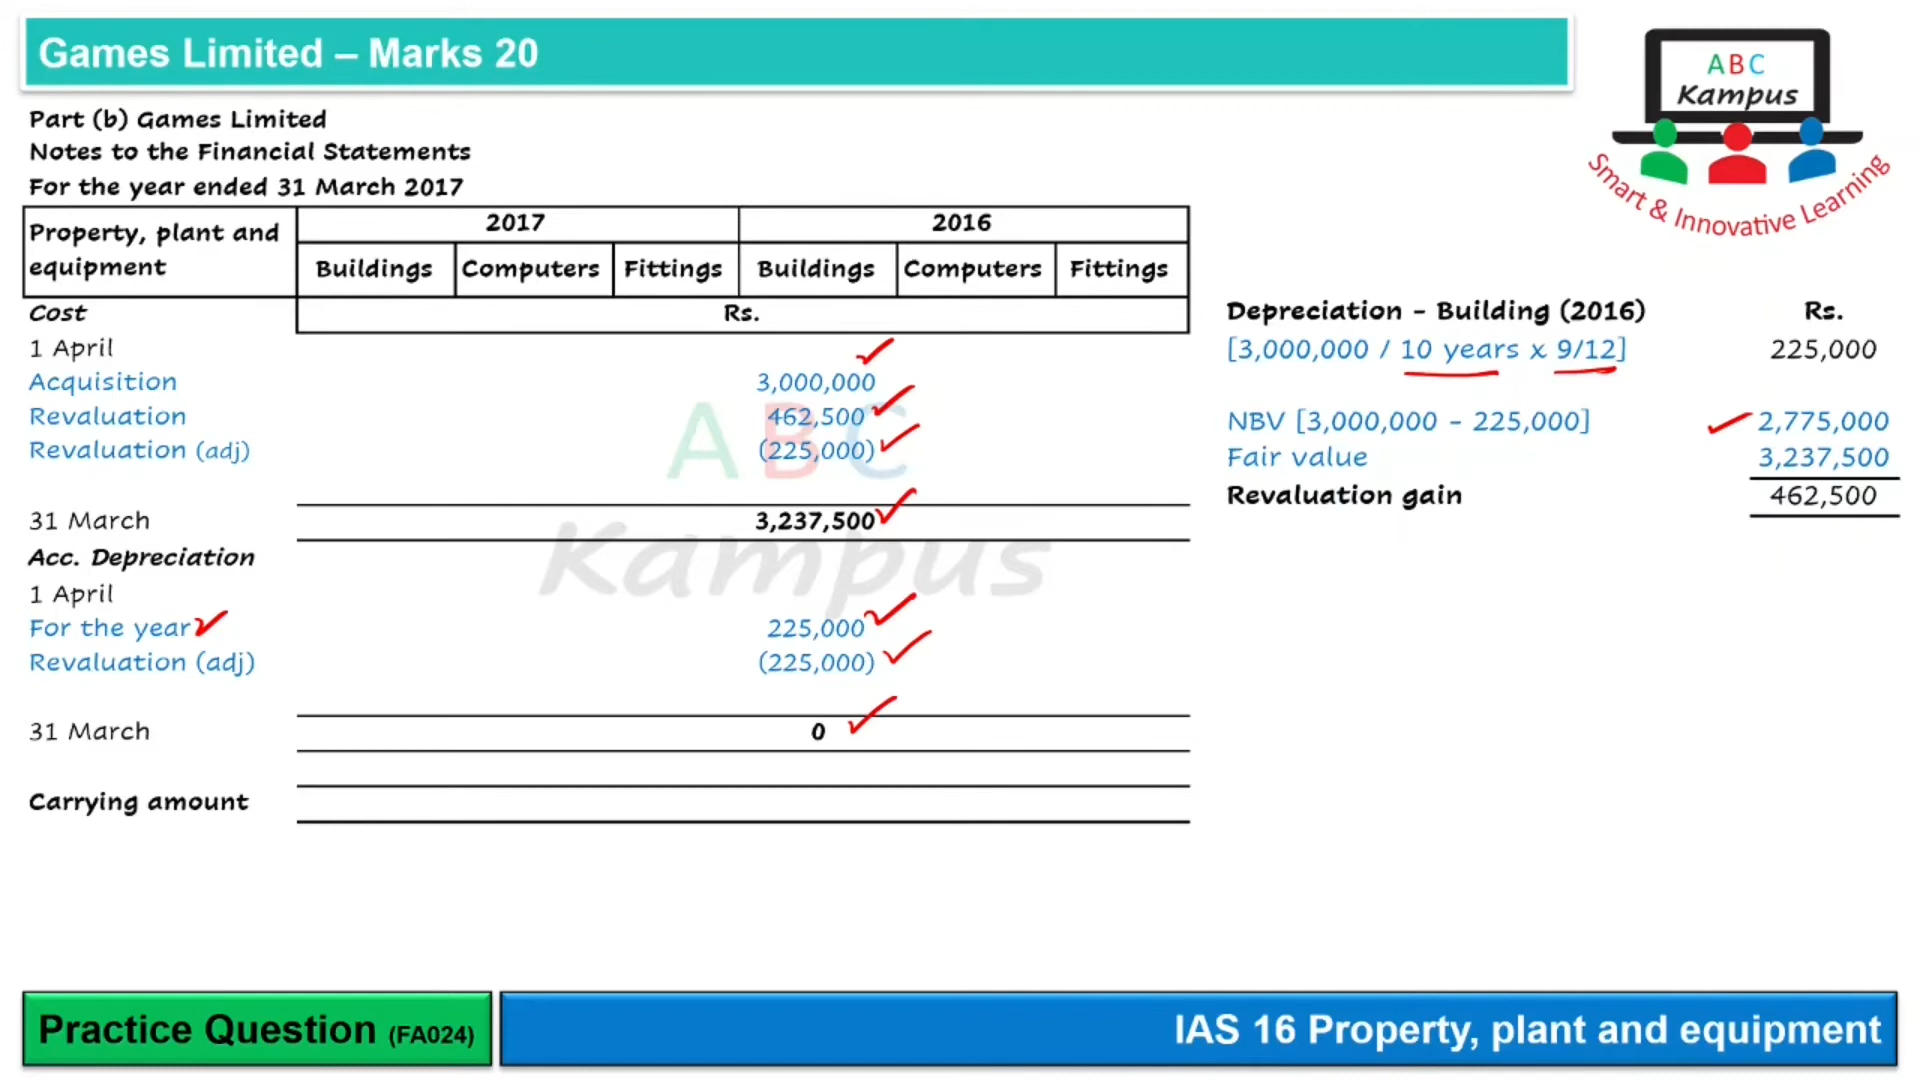 Games Limited – Marks 20
ABC
Kampus
Smart & Innovative Learning
Part (b) Games Limited
Notes to the Financial Statements
For the year ended 31 March 2017
Property, plant and equipment 2017 2016
Buildings Computers Fittings Buildings Computers Fittings
Cost Rs.
1 April
Acquisition 3,000,000
Revaluation 462,500
Revaluation (adj) (225,000)
31 March 3,237,500
Acc. Depreciation
1 April
For the year 225,000
Revaluation (adj) (225,000)
31 March 0
Carrying amount
Depreciation - Building (2016) Rs.
[3,000,000 / 10 years x 9/12] 225,000
NBV [3,000,000 - 225,000] 2,775,000
Fair value 3,237,500
Revaluation gain 462,500
ABC
Kampus
Practice Question (FA024)
IAS 16 Property, plant and equipment